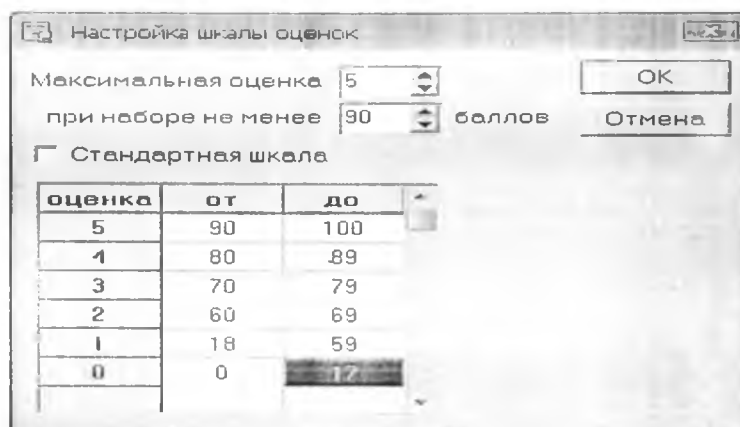 Настройка шкалы оценок
Максимальная оценка 5 OK
при наборе не менее 90 баллов Отмена
Стандартная шкала
оценка от до
5 90 100
4 80 89
3 70 79
2 60 69
1 18 59
0 0 17